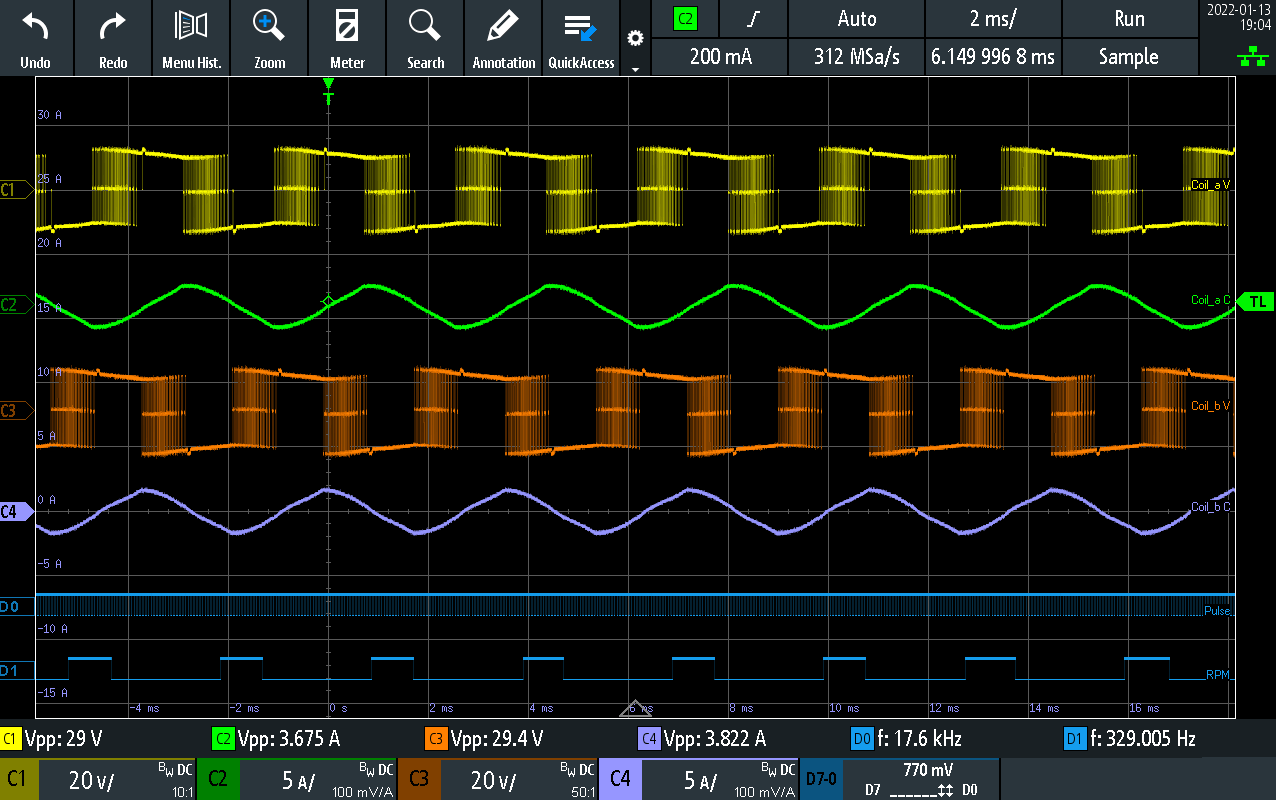 Undo
Redo
Menu Hist.
Zoom
Meter
Search
Annotation
QuickAccess
C2
Auto
2 ms/
Run
2022-01-13
19:04
200 mA
312 MSa/s
6.149 996 8 ms
Sample
T
30 A
C1
25 A
Coil_a V
20 A
C2
15 A
Coil_a C
TL
10 A
C3
Coil_b V
5 A
0 A
C4
Coil_b C
-5 A
D0
Pulse
-10 A
D1
RPM
-15 A
-4 ms
-2 ms
0 s
2 ms
4 ms
6 ms
8 ms
10 ms
12 ms
14 ms
16 ms
C1 Vpp: 29 V
C2 Vpp: 3.675 A
C3 Vpp: 29.4 V
C4 Vpp: 3.822 A
D0 f: 17.6 kHz
D1 f: 329.005 Hz
C1 20 V/ BW DC 10:1
C2 5 A/ BW DC 100 mV/A
C3 20 V/ BW DC 50:1
C4 5 A/ BW DC 100 mV/A
D7-0 770 mV
D7 D0